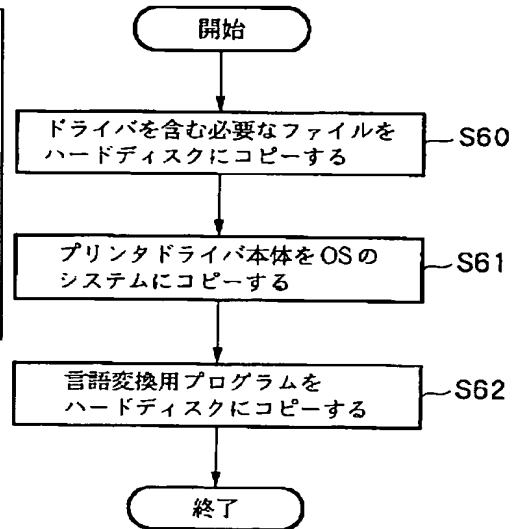 開始
ドライバを含む必要なファイルを
ハードディスクにコピーする
S60
プリンタドライバ本体をOSの
システムにコピーする
S61
言語変換用プログラムを
ハードディスクにコピーする
S62
終了